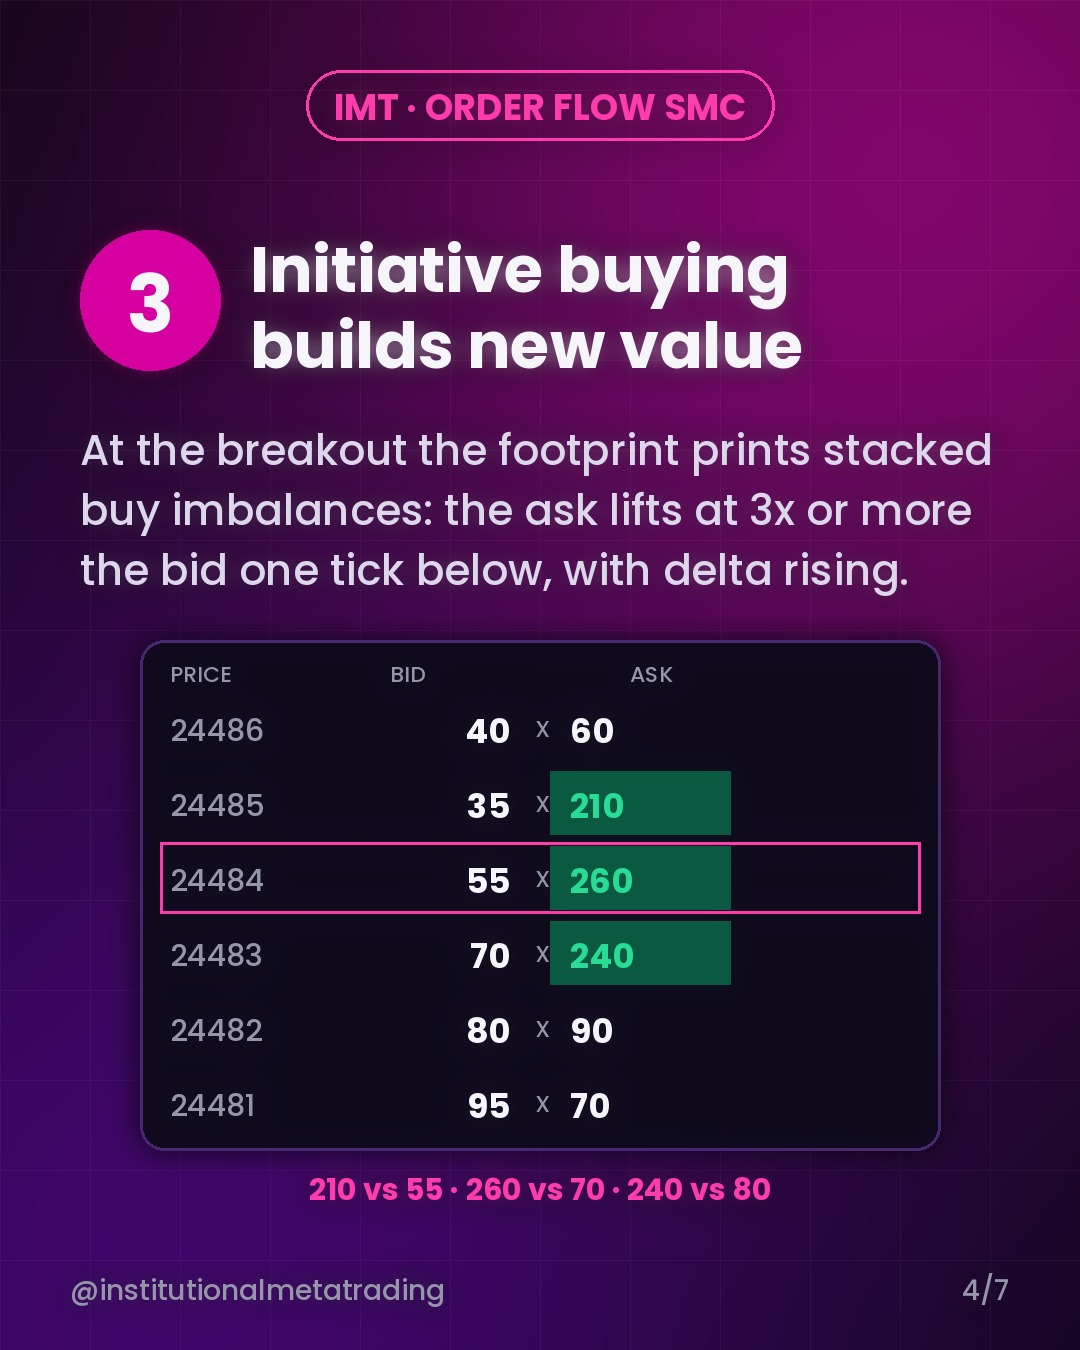 IMT · ORDER FLOW SMC
3
Initiative buying
builds new value
At the breakout the footprint prints stacked
buy imbalances: the ask lifts at 3x or more
the bid one tick below, with delta rising.
PRICE BID ASK
24486 40 x 60
24485 35 x 210
24484 55 x 260
24483 70 x 240
24482 80 x 90
24481 95 x 70
210 vs 55 · 260 vs 70 · 240 vs 80
@institutionalmetatrading 4/7